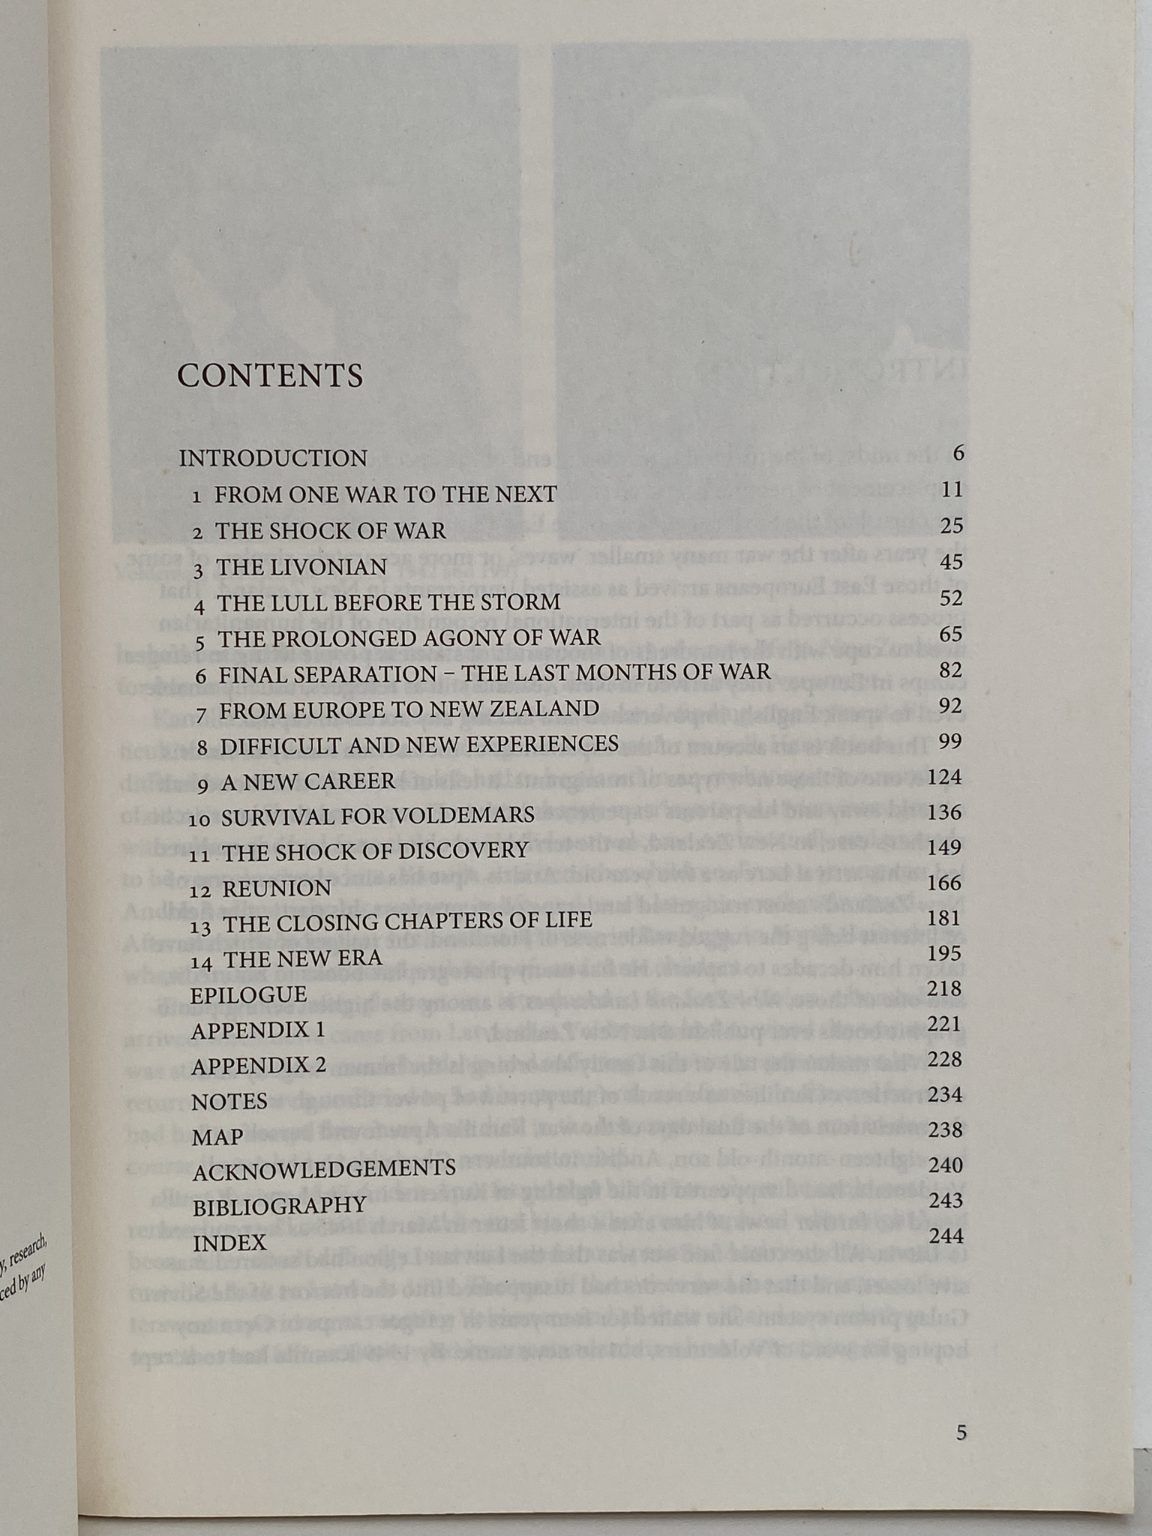 CONTENTS
INTRODUCTION 6
1 FROM ONE WAR TO THE NEXT 11
2 THE SHOCK OF WAR 25
3 THE LIVONIAN 45
4 THE LULL BEFORE THE STORM 52
5 THE PROLONGED AGONY OF WAR 65
6 FINAL SEPARATION – THE LAST MONTHS OF WAR 82
7 FROM EUROPE TO NEW ZEALAND 92
8 DIFFICULT AND NEW EXPERIENCES 99
9 A NEW CAREER 124
10 SURVIVAL FOR VOLDEMARS 136
11 THE SHOCK OF DISCOVERY 149
12 REUNION 166
13 THE CLOSING CHAPTERS OF LIFE 181
14 THE NEW ERA 195
EPILOGUE 218
APPENDIX 1 221
APPENDIX 2 228
NOTES 234
MAP 238
ACKNOWLEDGEMENTS 240
BIBLIOGRAPHY 243
INDEX 244
5
research,
by any